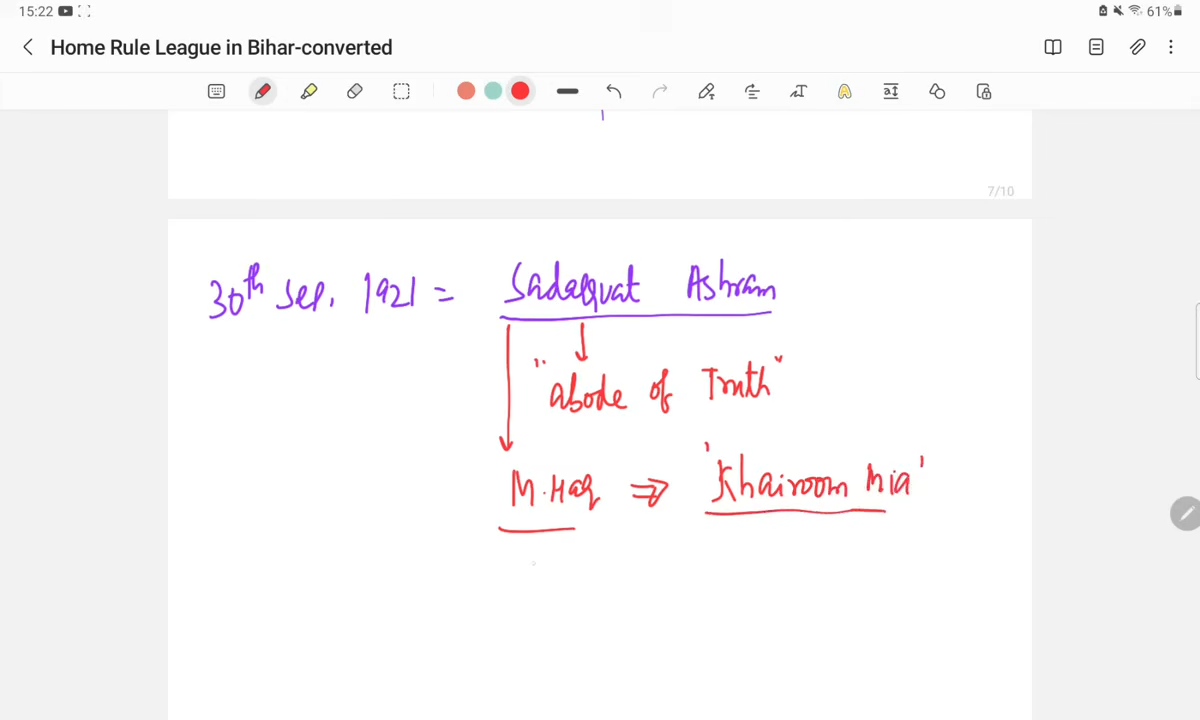 15:22 61%
Home Rule League in Bihar-converted
7/10
30th Sep. 1921 = Sadaqvat Ashram
"abode of Truth"
M. Haq ⇒ 'Khairoom Mia'